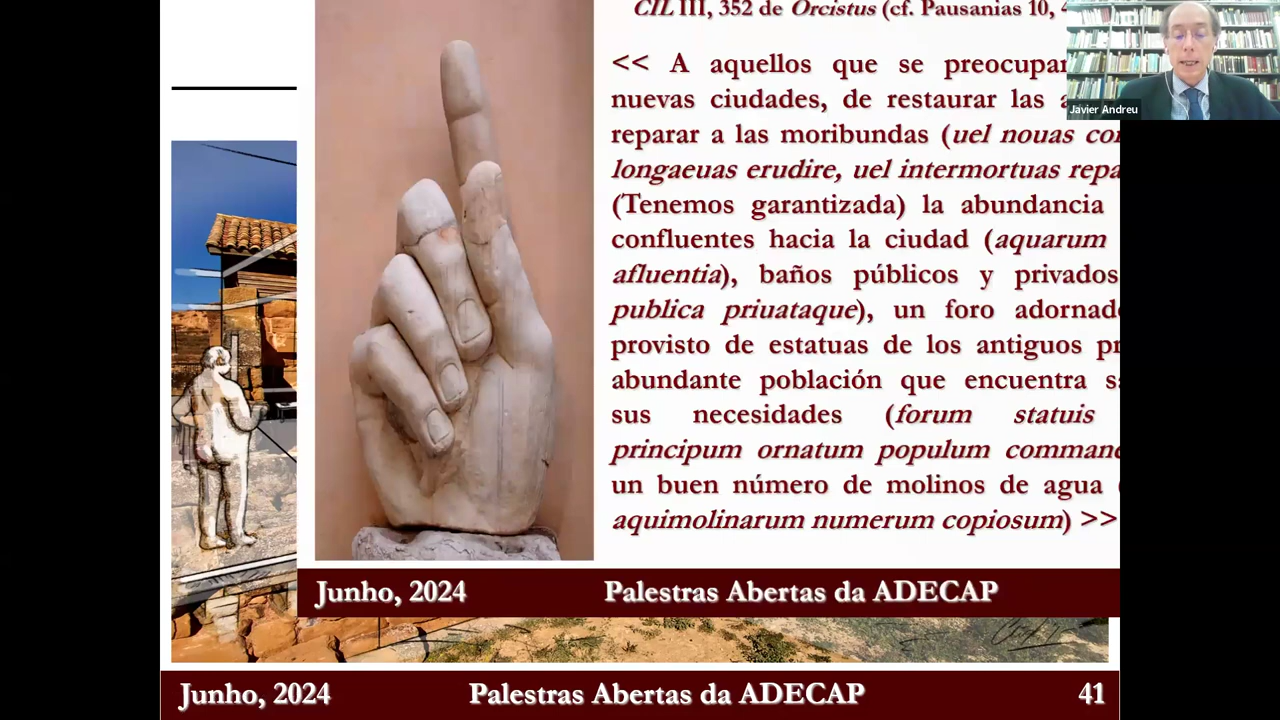 CIL III, 352 de Orcistus (cf. Pausanias 10,
Javier Andreu
<< A aquellos que se preocupan
nuevas ciudades, de restaurar las
reparar a las moribundas (uel nouas
longaeuas erudire, uel intermortuas
(Tenemos garantizada) la abundancia
confluentes hacia la ciudad (aquarum
afluentia), baños públicos y privados
publica priuataque), un foro
provisto de estatuas de los antiguos
abundante población que encuentra
sus necesidades (forum statuis
principum ornatum populum
un buen número de molinos de agua
aquimolinarum numerum copiosum) >>
Junho, 2024 Palestras Abertas da ADECAP
Junho, 2024 Palestras Abertas da ADECAP 41